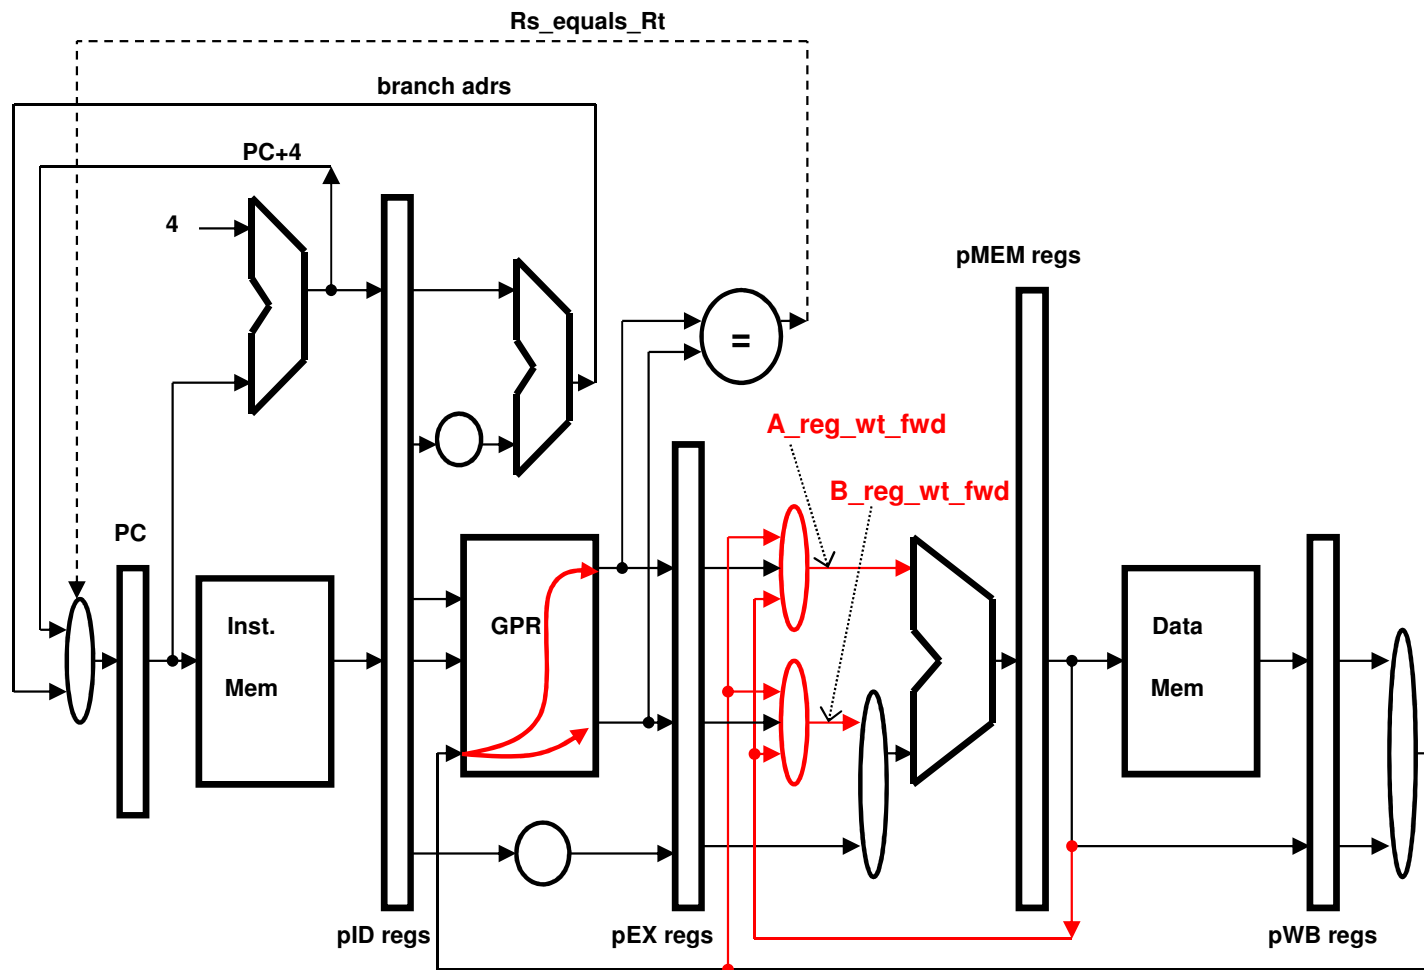 Rs_equals_Rt
branch adrs
PC+4
4
pMEM regs
=
A_reg_wt_fwd
B_reg_wt_fwd
PC
Inst.
Mem
GPR
Data
Mem
pID regs
pEX regs
pWB regs